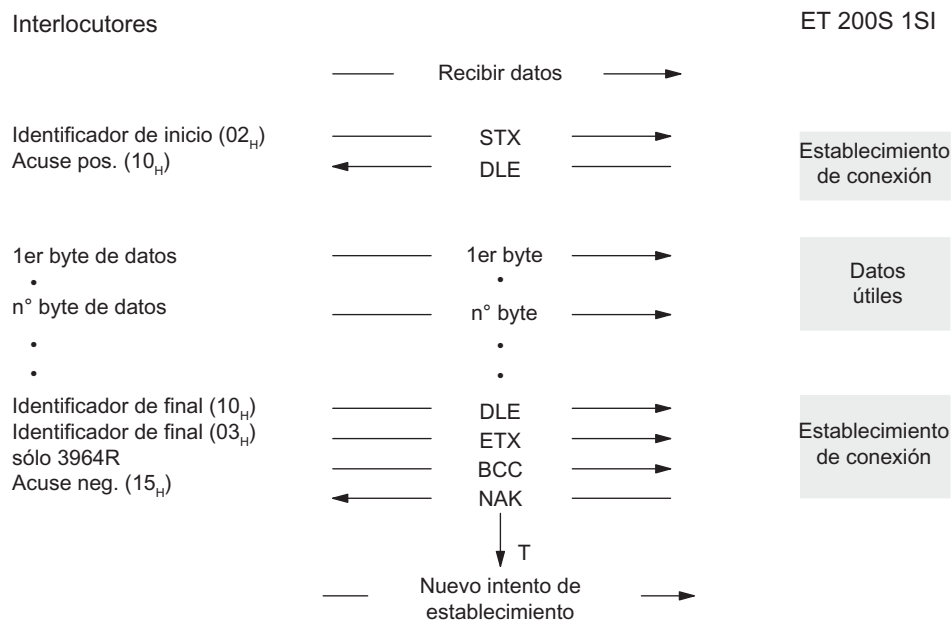 Interlocutores
ET 200S 1SI
Recibir datos
Identificador de inicio (02H) STX
Acuse pos. (10H) DLE
Establecimiento
de conexión
1er byte de datos 1er byte
n° byte de datos n° byte
Datos
útiles
Identificador de final (10H) DLE
Identificador de final (03H) ETX
sólo 3964R BCC
Acuse neg. (15H) NAK
Establecimiento
de conexión
T
Nuevo intento de
establecimiento